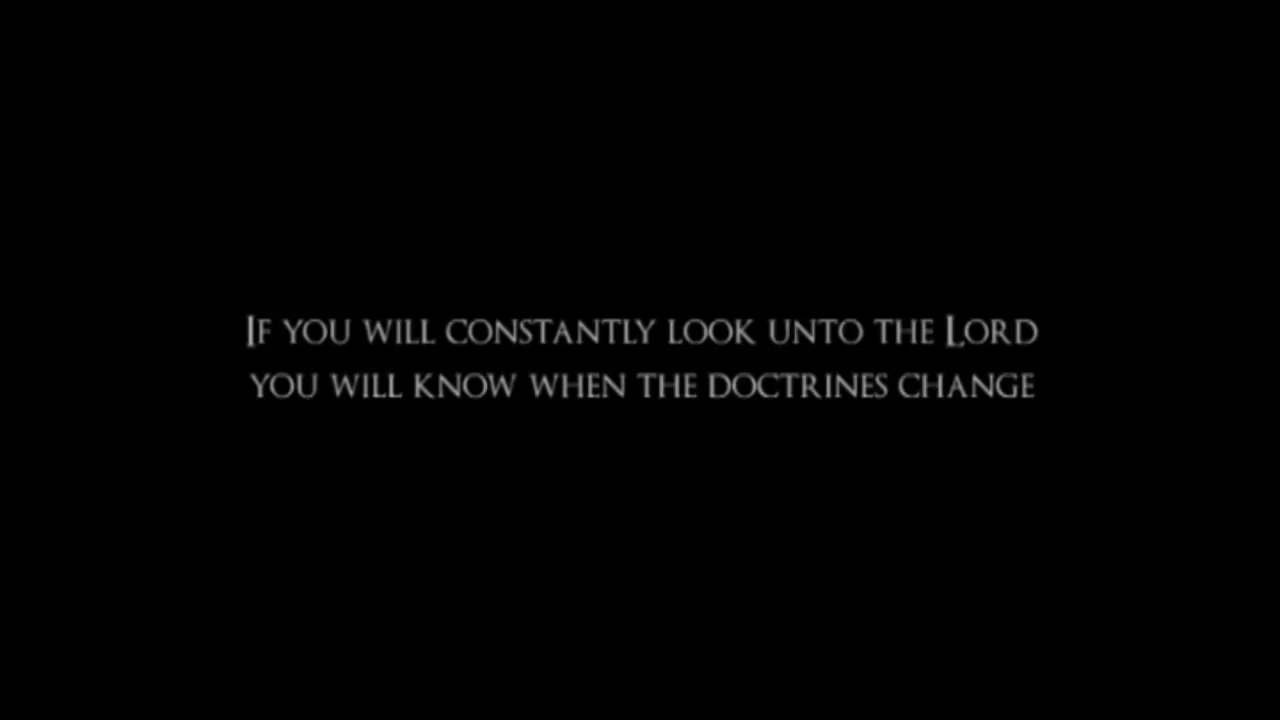 If you will constantly look unto the Lord
you will know when the doctrines change